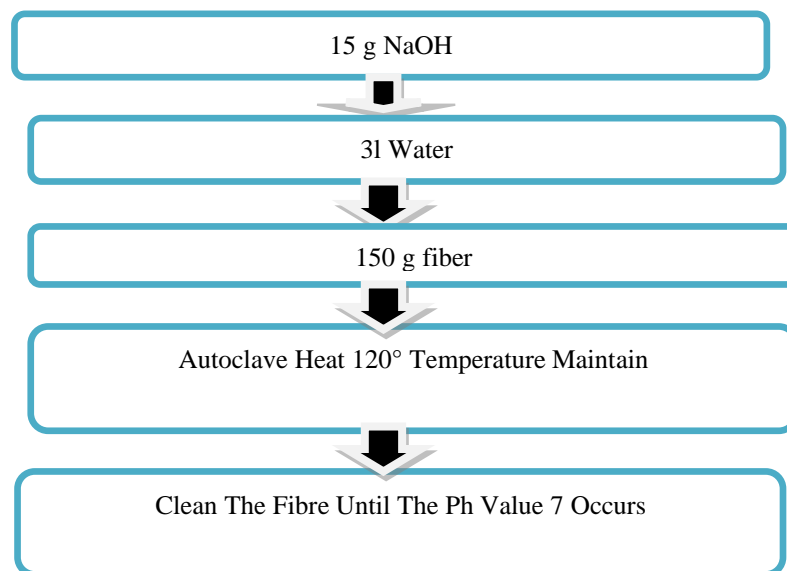 15 g NaOH
3l Water
150 g fiber
Autoclave Heat 120° Temperature Maintain
Clean The Fibre Until The Ph Value 7 Occurs